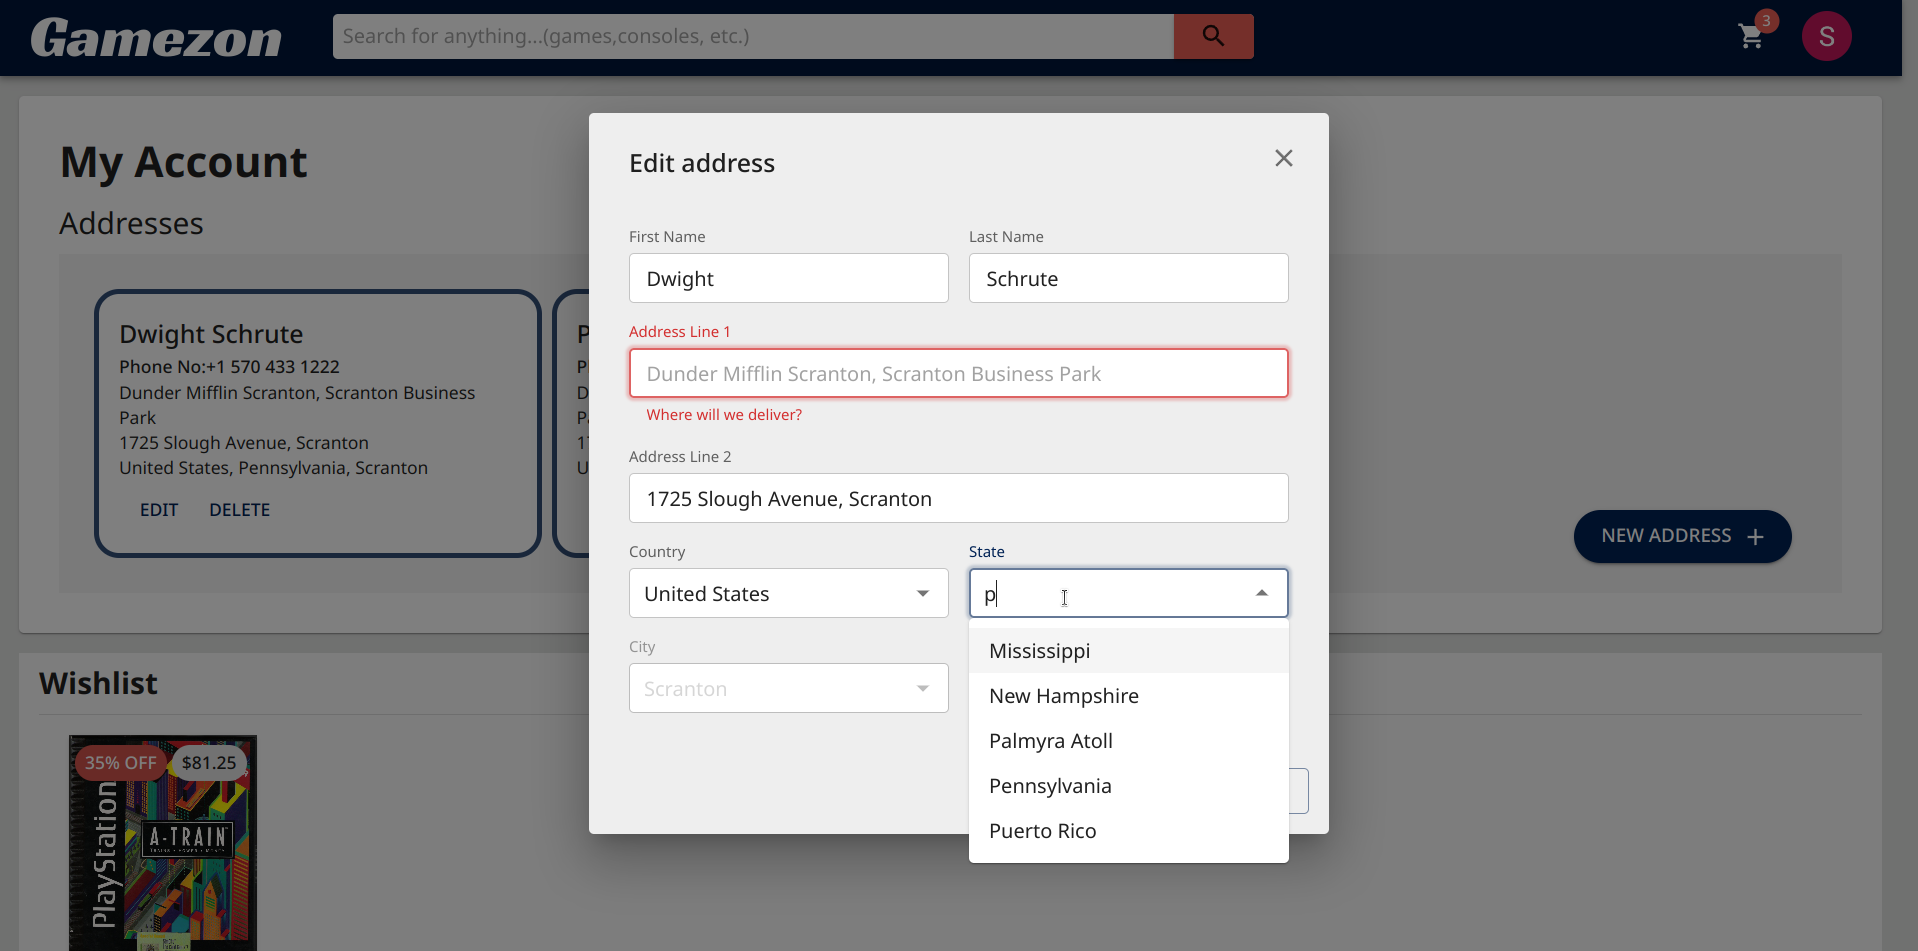 Gamezon
Search for anything...(games,consoles, etc.)
3
S
My Account
Addresses
Dwight Schrute
Phone No:+1 570 433 1222
Dunder Mifflin Scranton, Scranton Business
Park
1725 Slough Avenue, Scranton
United States, Pennsylvania, Scranton
EDIT DELETE
NEW ADDRESS
Edit address
First Name
Dwight
Last Name
Schrute
Address Line 1
Dunder Mifflin Scranton, Scranton Business Park
Where will we deliver?
Address Line 2
1725 Slough Avenue, Scranton
Country
United States
State
p
Mississippi
New Hampshire
Palmyra Atoll
Pennsylvania
Puerto Rico
City
Scranton
Wishlist
35% OFF
$81.25
PlayStation
A-TRAIN